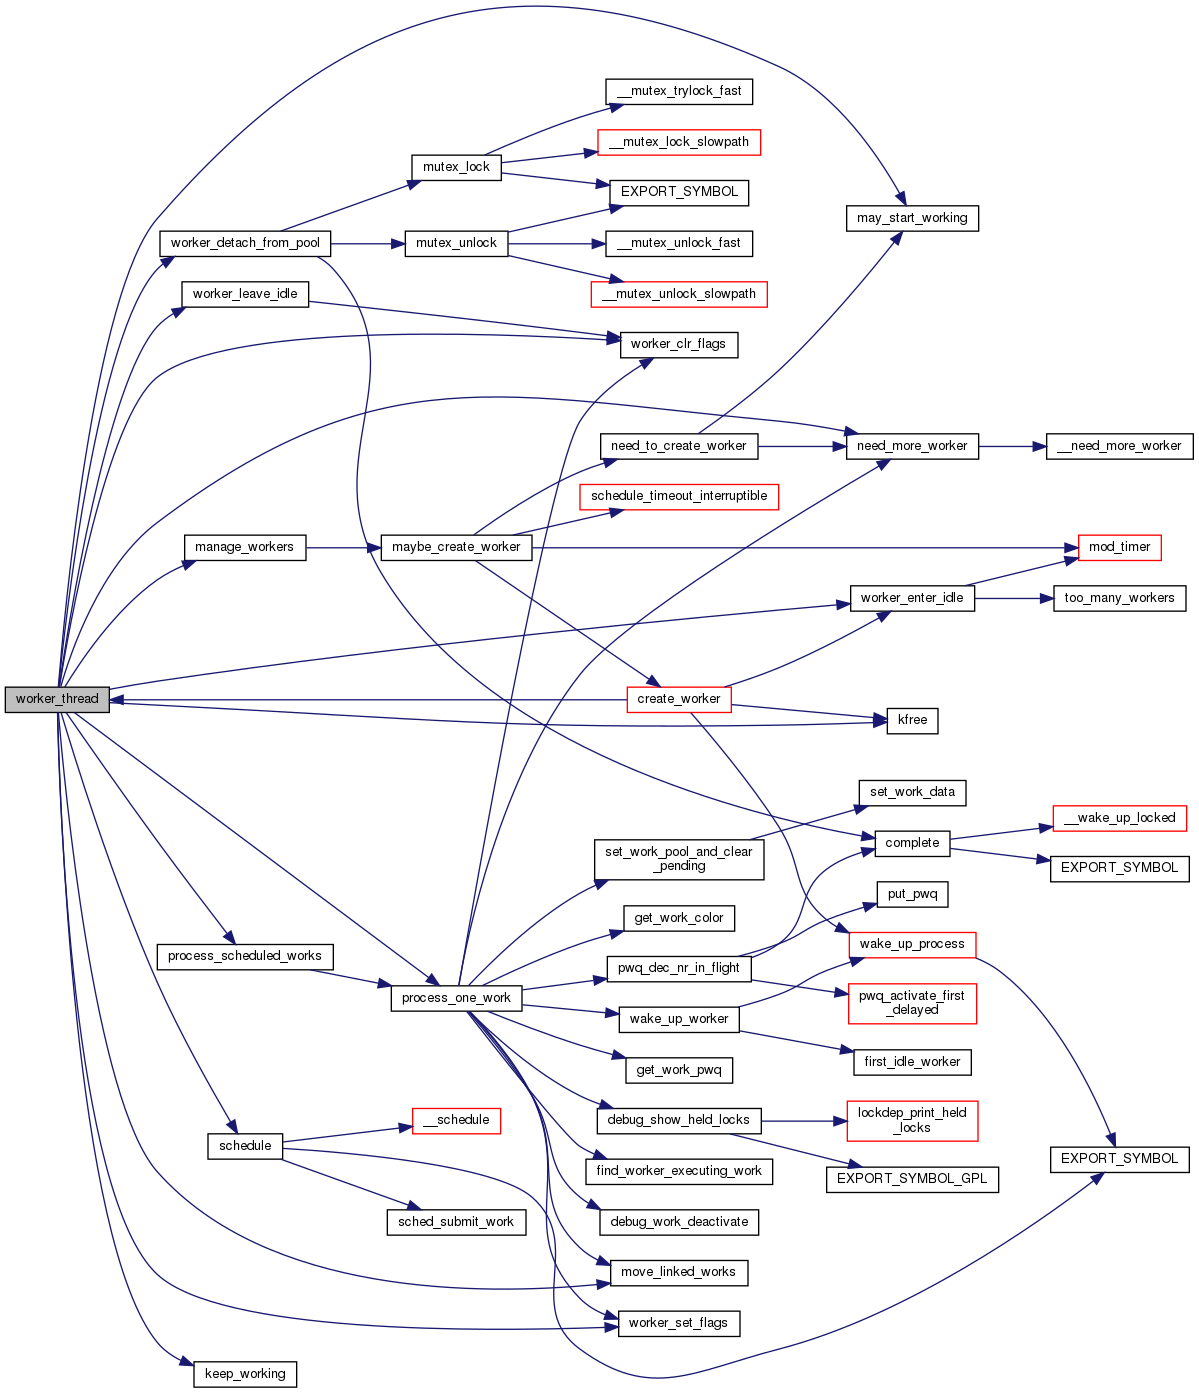 __mutex_trylock_fast
__mutex_lock_slowpath
mutex_lock
EXPORT_SYMBOL
may_start_working
worker_detach_from_pool
mutex_unlock
__mutex_unlock_fast
worker_leave_idle
__mutex_unlock_slowpath
worker_clr_flags
need_to_create_worker
need_more_worker
__need_more_worker
schedule_timeout_interruptible
manage_workers
maybe_create_worker
mod_timer
worker_enter_idle
too_many_workers
worker_thread
create_worker
kfree
set_work_data
__wake_up_locked
complete
set_work_pool_and_clear
_pending
EXPORT_SYMBOL
put_pwq
get_work_color
wake_up_process
process_scheduled_works
pwq_dec_nr_in_flight
process_one_work
pwq_activate_first
_delayed
wake_up_worker
first_idle_worker
get_work_pwq
lockdep_print_held
_locks
debug_show_held_locks
__schedule
schedule
EXPORT_SYMBOL
find_worker_executing_work
EXPORT_SYMBOL_GPL
sched_submit_work
debug_work_deactivate
move_linked_works
worker_set_flags
keep_working